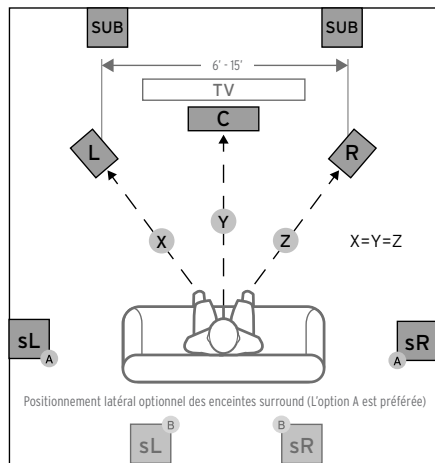 SUB SUB
6' - 15'
TV
C
L R
Y
X Z
X=Y=Z
sL sR
A A
Positionnement latéral optionnel des enceintes surround (L'option A est préférée)
B B
sL sR